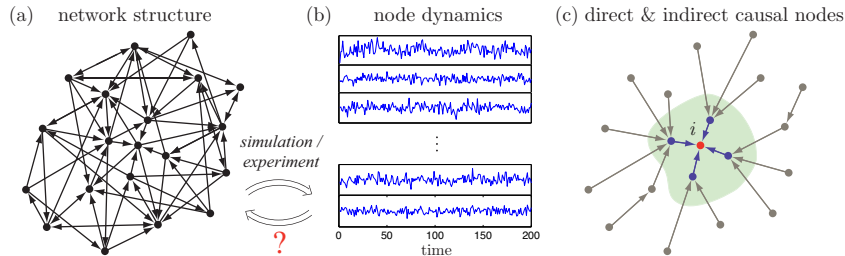 (a) network structure
(b) node dynamics
(c) direct & indirect causal nodes
simulation /
experiment
?
⋮
0 50 100 150 200
time
i